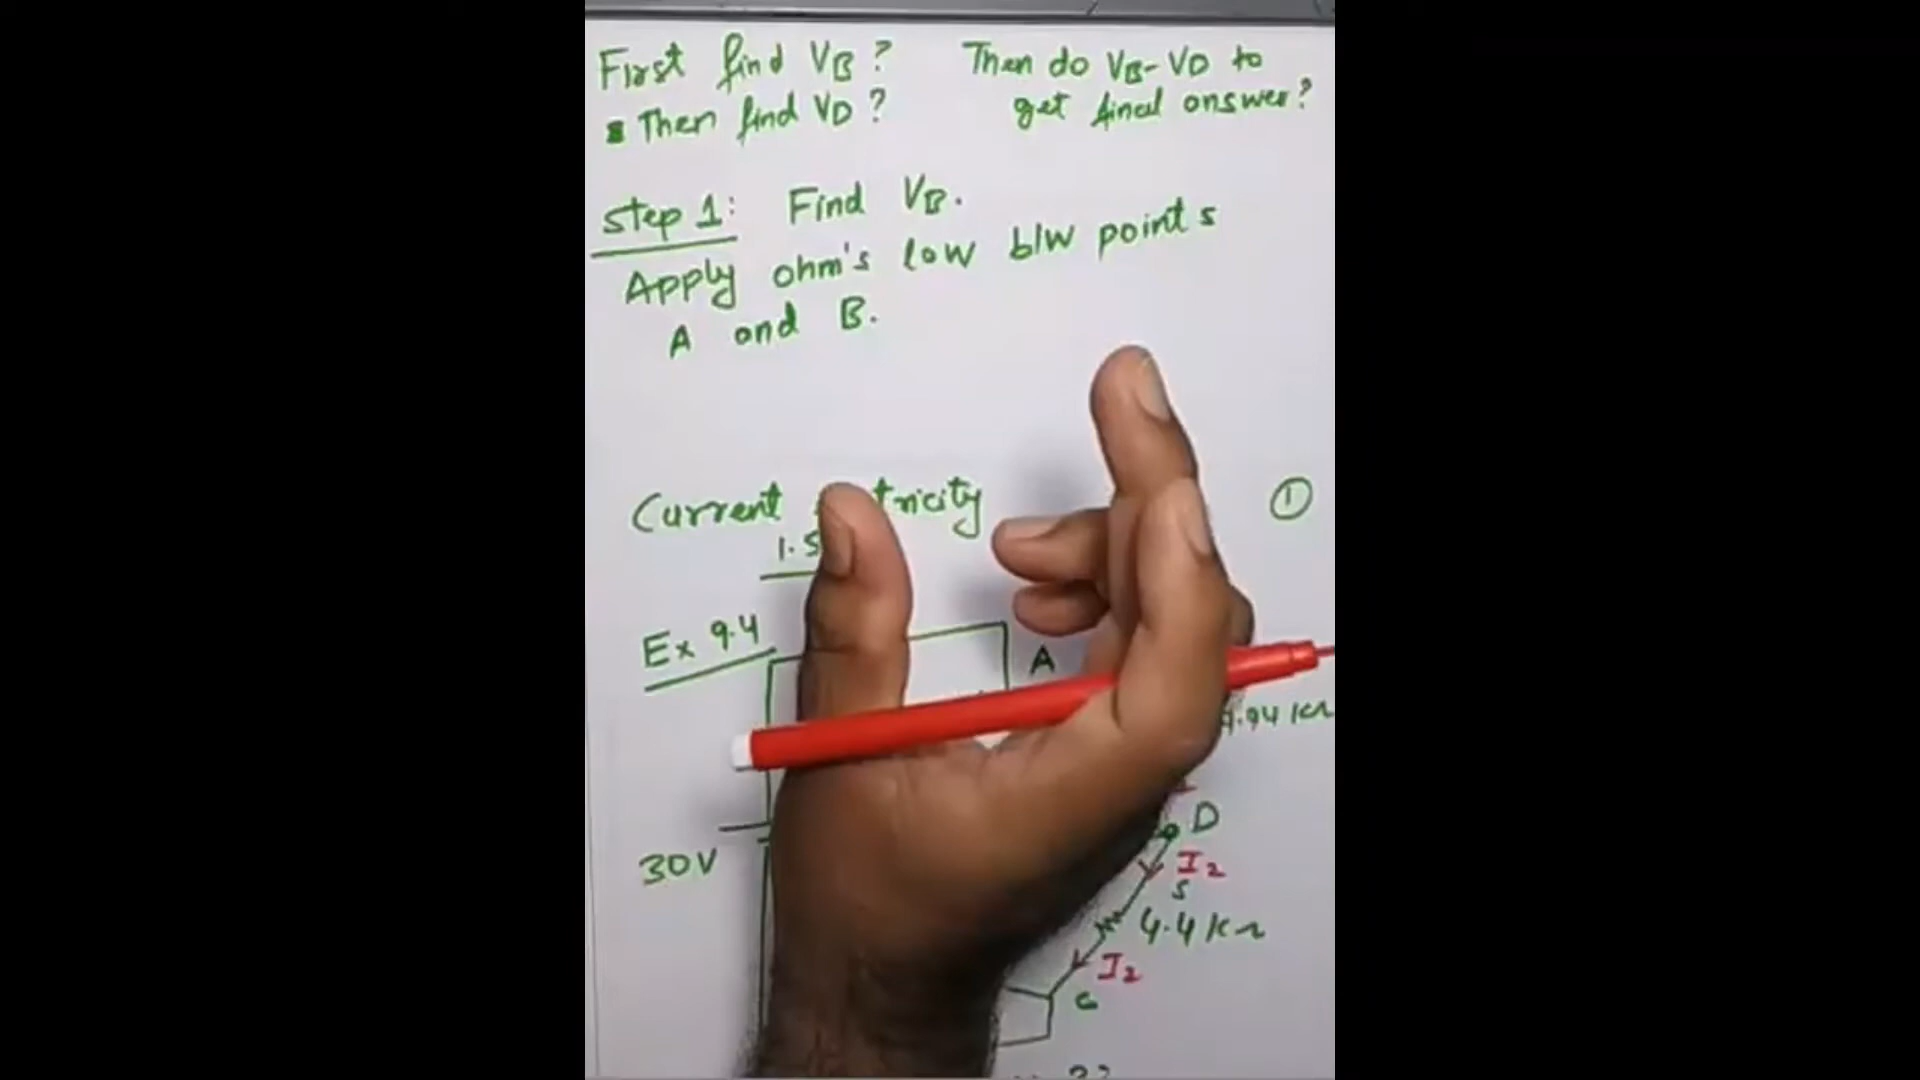 First find VB ?
Then find VD ?
Then do VB-VD to
get final answer ?
Step 1: Find VB.
Apply ohm's low b/w points
A and B.
Current
①
Ex 9.4
A
30V
D
I2
S
4.4 KΩ
I2
C